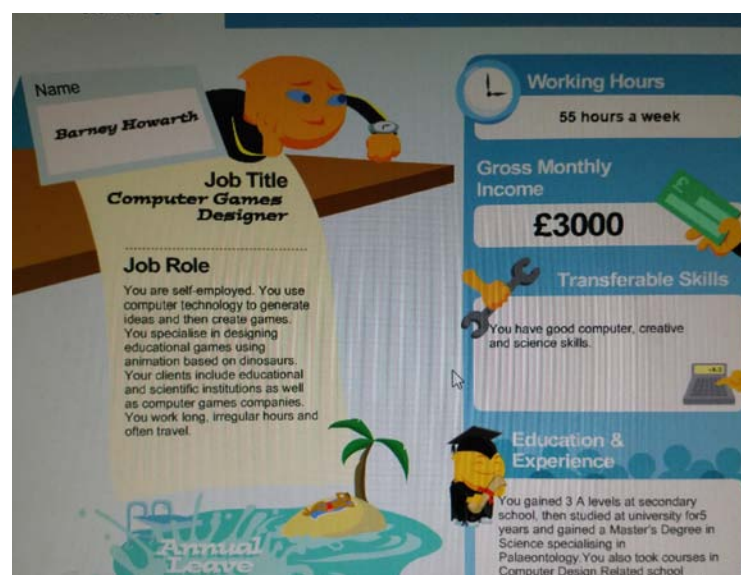 Name
Barney Howarth
Job Title
Computer Games
Designer
Job Role
You are self-employed. You use
computer technology to generate
ideas and then create games.
You specialise in designing
educational games using
animation based on dinosaurs.
Your clients include educational
and scientific institutions as well
as computer games companies.
You work long, irregular hours and
often travel.
Annual
Leave
Working Hours
55 hours a week
Gross Monthly
Income
£3000
Transferable Skills
You have good computer, creative
and science skills.
Education &
Experience
You gained 3 A levels at secondary
school, then studied at university for5
years and gained a Master's Degree in
Science specialising in
Palaeontology.You also took courses in
Computer Design Related school